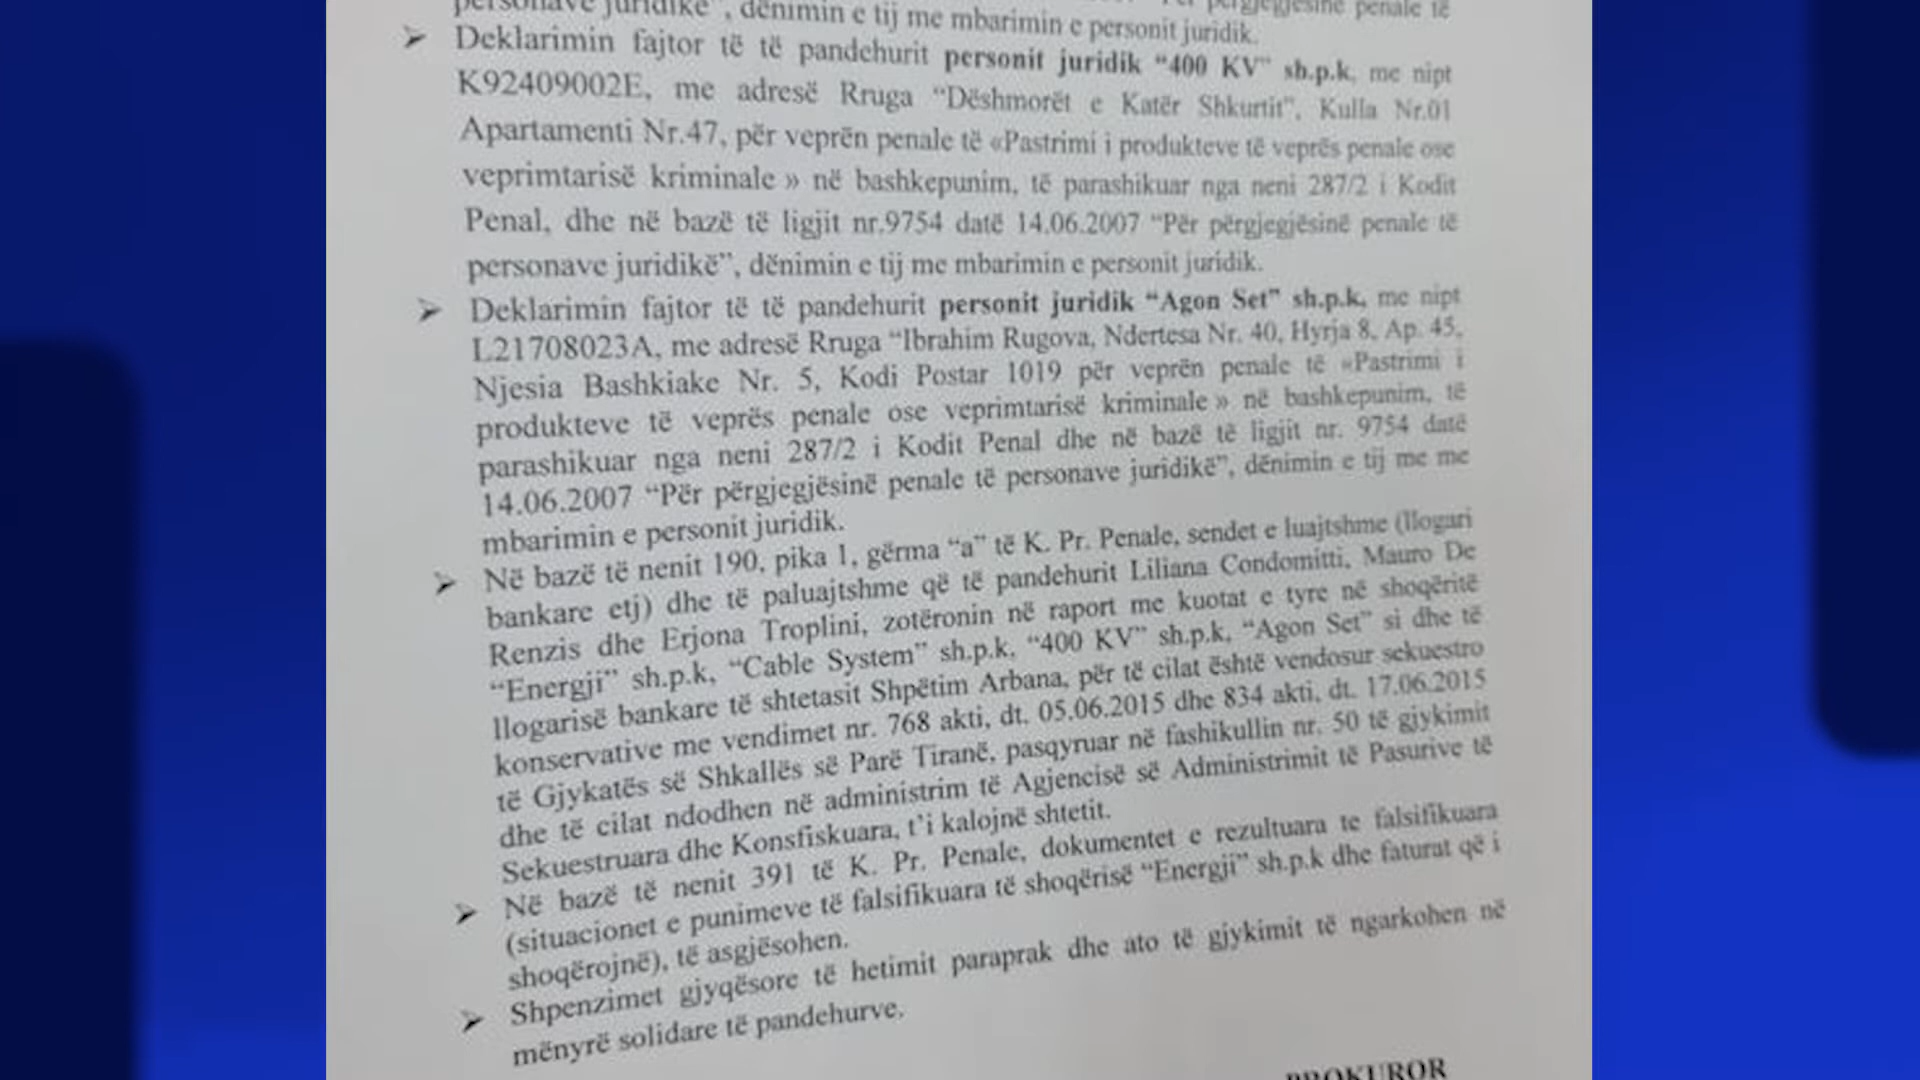 personave juridikë”, dënimin e tij me mbarimin e personit juridik. përgjegjësinë penale të
➤ Deklarimin fajtor të të pandehurit personit juridik “400 KV” sh.p.k, me nipt
K92409002E, me adresë Rruga “Dëshmorët e Katër Shkurtit”, Kulla Nr.01
Apartamenti Nr.47, për veprën penale të «Pastrimi i produkteve të veprës penale ose
veprimtarisë kriminale » në bashkepunim, të parashikuar nga neni 287/2 i Kodit
Penal, dhe në bazë të ligjit nr.9754 datë 14.06.2007 “Për përgjegjësinë penale të
personave juridikë”, dënimin e tij me mbarimin e personit juridik.
➤ Deklarimin fajtor të të pandehurit personit juridik “Agon Set” sh.p.k, me nipt
L21708023A, me adresë Rruga “Ibrahim Rugova, Ndertesa Nr. 40, Hyrja 8, Ap. 45,
Njesia Bashkiake Nr. 5, Kodi Postar 1019 për veprën penale të «Pastrimi i
produkteve të veprës penale ose veprimtarisë kriminale » në bashkepunim, të
parashikuar nga neni 287/2 i Kodit Penal dhe në bazë të ligjit nr. 9754 datë
14.06.2007 “Për përgjegjësinë penale të personave juridikë”, dënimin e tij me me
mbarimin e personit juridik.
➤ Në bazë të nenit 190, pika 1, gërma “a” të K. Pr. Penale, sendet e luajtshme (llogari
bankare etj) dhe të paluajtshme që të pandehurit Liliana Condomitti, Mauro De
Renzis dhe Erjona Troplini, zotëronin në raport me kuotat e tyre në shoqëritë
“Energji” sh.p.k, “Cable System” sh.p.k, “400 KV” sh.p.k, “Agon Set” si dhe të
llogarisë bankare të shtetasit Shpëtim Arbana, për të cilat është vendosur sekuestro
konservative me vendimet nr. 768 akti, dt. 05.06.2015 dhe 834 akti, dt. 17.06.2015
të Gjykatës së Shkallës së Parë Tiranë, pasqyruar në fashikullin nr. 50 të gjykimit
dhe të cilat ndodhen në administrim të Agjencisë së Administrimit të Pasurive të
Sekuestruara dhe Konsfiskuara, t’i kalojnë shtetit.
➤ Në bazë të nenit 391 të K. Pr. Penale, dokumentet e rezultuara te falsifikuara
(situacionet e punimeve të falsifikuara të shoqërisë “Energji” sh.p.k dhe faturat që i
shoqërojnë), të asgjësohen.
➤ Shpenzimet gjyqësore të hetimit paraprak dhe ato të gjykimit të ngarkohen në
mënyrë solidare të pandehurve.
PROKUROR